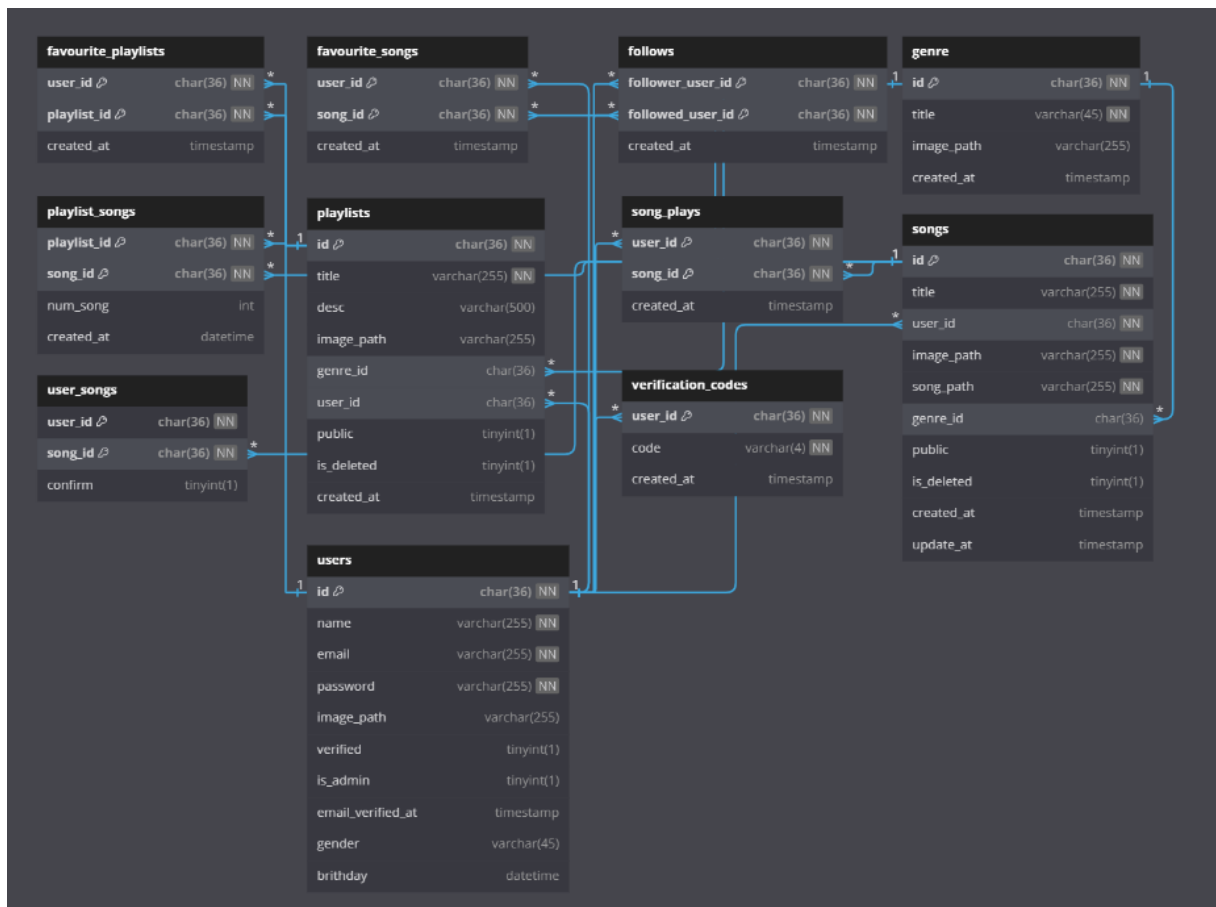 favourite_playlists
user_id char(36) NN
playlist_id char(36) NN
created_at timestamp
favourite_songs
user_id char(36) NN
song_id char(36) NN
created_at timestamp
follows
follower_user_id
followed_user_id
created_at timestamp
genre
id char(36) NN
title varchar(45) NN
image_path varchar(255)
created_at timestamp
playlist_songs
playlist_id char(36) NN
song_id char(36) NN
num_song int
created_at datetime
playlists
id char(36) NN
title varchar(255) NN
desc varchar(500)
image_path varchar(255)
genre_id char(36)
user_id char(36)
public tinyint(1)
is_deleted tinyint(1)
created_at timestamp
song_plays
user_id char(36) NN
song_id char(36) NN
created_at timestamp
songs
id char(36) NN
title varchar(255) NN
user_id char(36) NN
image_path varchar(255) NN
song_path varchar(255) NN
genre_id char(36)
public tinyint(1)
is_deleted tinyint(1)
created_at timestamp
update_at timestamp
user_songs
user_id char(36) NN
song_id char(36) NN
confirm tinyint(1)
verification_codes
user_id char(36) NN
code varchar(4) NN
created_at timestamp
users
id char(36) NN
name varchar(255) NN
email varchar(255) NN
password varchar(255) NN
image_path varchar(255)
verified tinyint(1)
is_admin tinyint(1)
email_verified_at timestamp
gender varchar(45)
brithday datetime